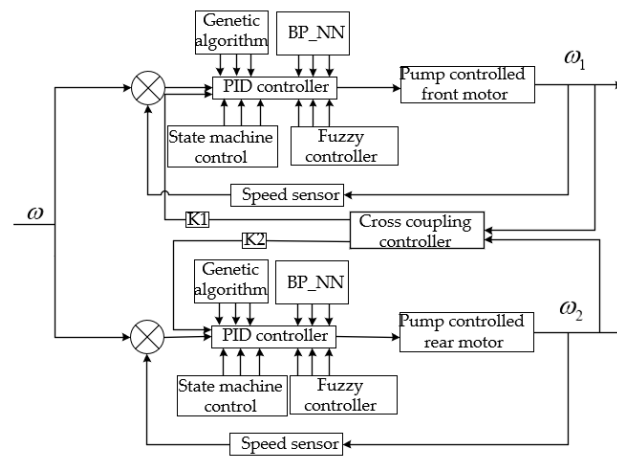 Genetic
algorithm
BP_NN
PID controller
Pump controlled
front motor
ω1
State machine
control
Fuzzy
controller
Speed sensor
ω
K1
Cross coupling
controller
K2
Genetic
algorithm
BP_NN
PID controller
Pump controlled
rear motor
ω2
State machine
control
Fuzzy
controller
Speed sensor